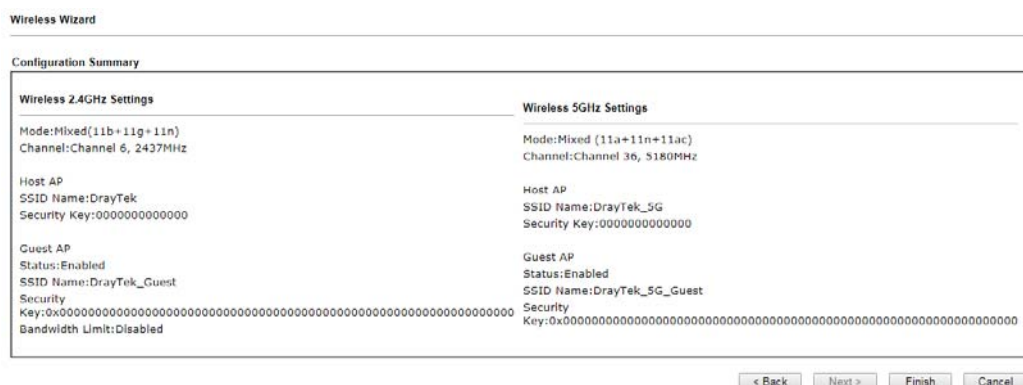 Wireless Wizard
Configuration Summary
Wireless 2.4GHz Settings
Mode:Mixed(11b+11g+11n)
Channel:Channel 6, 2437MHz
Host AP
SSID Name:DrayTek
Security Key:0000000000000
Guest AP
Status:Enabled
SSID Name:DrayTek_Guest
Security
Key:0x0000000000000000000000000000000000000000000000000000000000000000
Bandwidth Limit:Disabled
Wireless 5GHz Settings
Mode:Mixed (11a+11n+11ac)
Channel:Channel 36, 5180MHz
Host AP
SSID Name:DrayTek_5G
Security Key:0000000000000
Guest AP
Status:Enabled
SSID Name:DrayTek_5G_Guest
Security
Key:0x0000000000000000000000000000000000000000000000000000000000000000
< Back Next > Finish Cancel